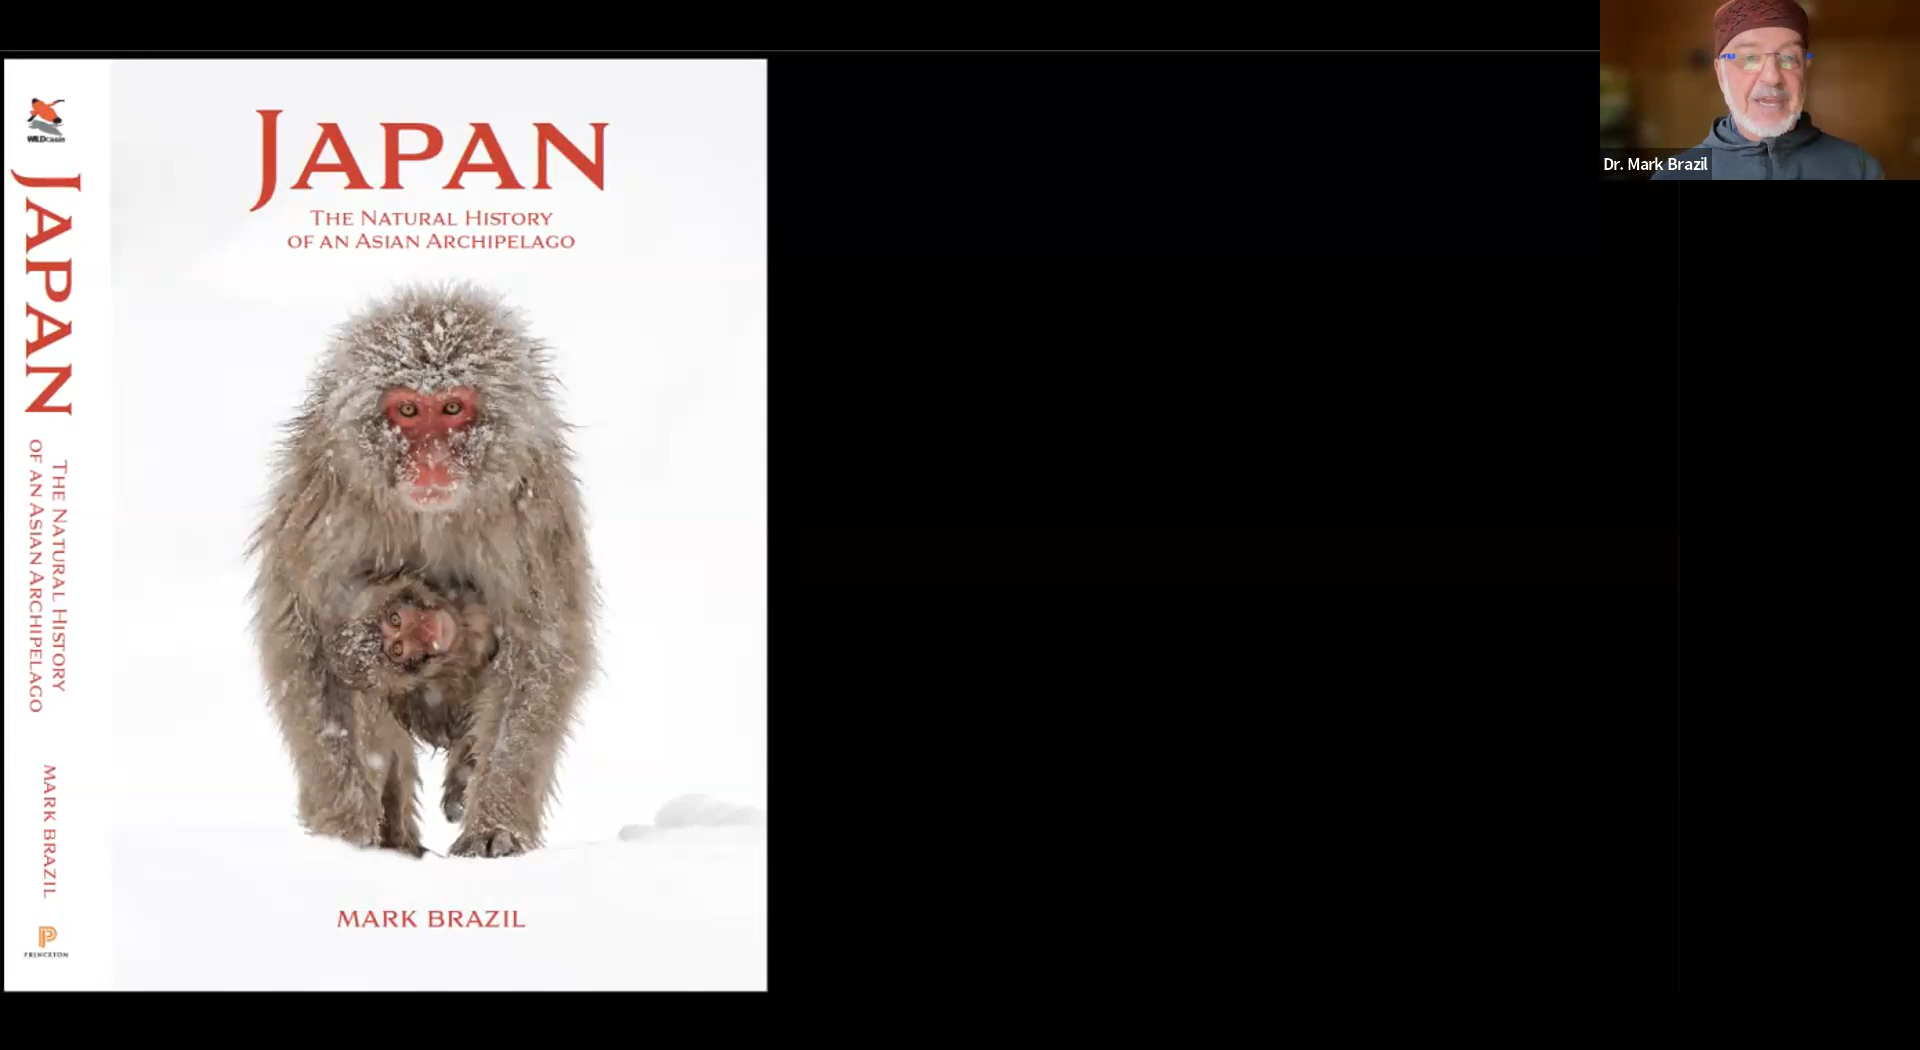 WILDGuides
JAPAN
THE NATURAL HISTORY
OF AN ASIAN ARCHIPELAGO
MARK BRAZIL
PRINCETON
JAPAN
THE NATURAL HISTORY
OF AN ASIAN ARCHIPELAGO
MARK BRAZIL
Dr. Mark Brazil